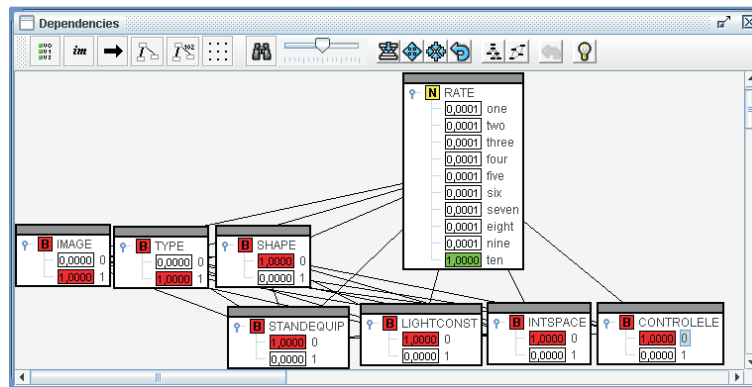 Dependencies
im
N RATE
0,0001 one
0,0001 two
0,0001 three
0,0001 four
0,0001 five
0,0001 six
0,0001 seven
0,0001 eight
0,0001 nine
1,0000 ten
B IMAGE
0,0000 0
1,0000 1
B TYPE
0,0000 0
1,0000 1
B SHAPE
1,0000 0
0,0000 1
B STANDEQUIP
1,0000 0
0,0000 1
B LIGHTCONST
1,0000 0
0,0000 1
B INTSPACE
1,0000 0
0,0000 1
B CONTROLELE
1,0000 0
0,0000 1